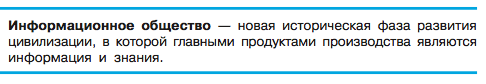 Информационное общество — новая историческая фаза развития
цивилизации, в которой главными продуктами производства являются
информация и знания.